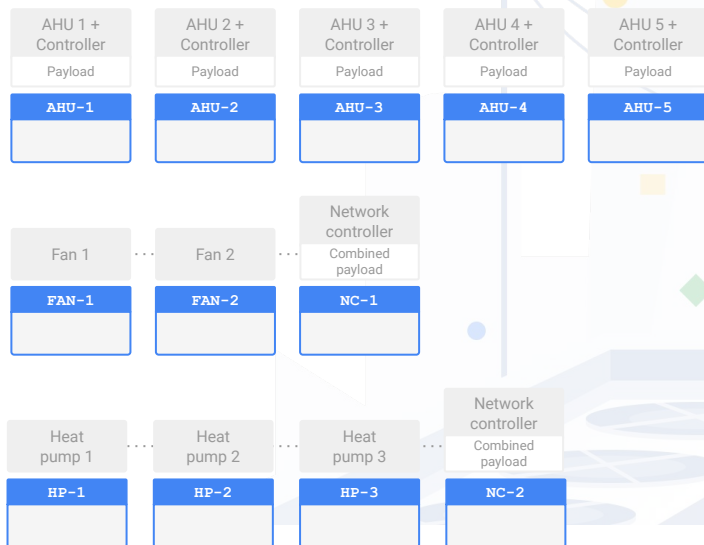 AHU 1 +
Controller
Payload
AHU-1
AHU 2 +
Controller
Payload
AHU-2
AHU 3 +
Controller
Payload
AHU-3
AHU 4 +
Controller
Payload
AHU-4
AHU 5 +
Controller
Payload
AHU-5
Fan 1
FAN-1
Fan 2
FAN-2
Network
controller
Combined
payload
NC-1
Heat
pump 1
HP-1
Heat
pump 2
HP-2
Heat
pump 3
HP-3
Network
controller
Combined
payload
NC-2